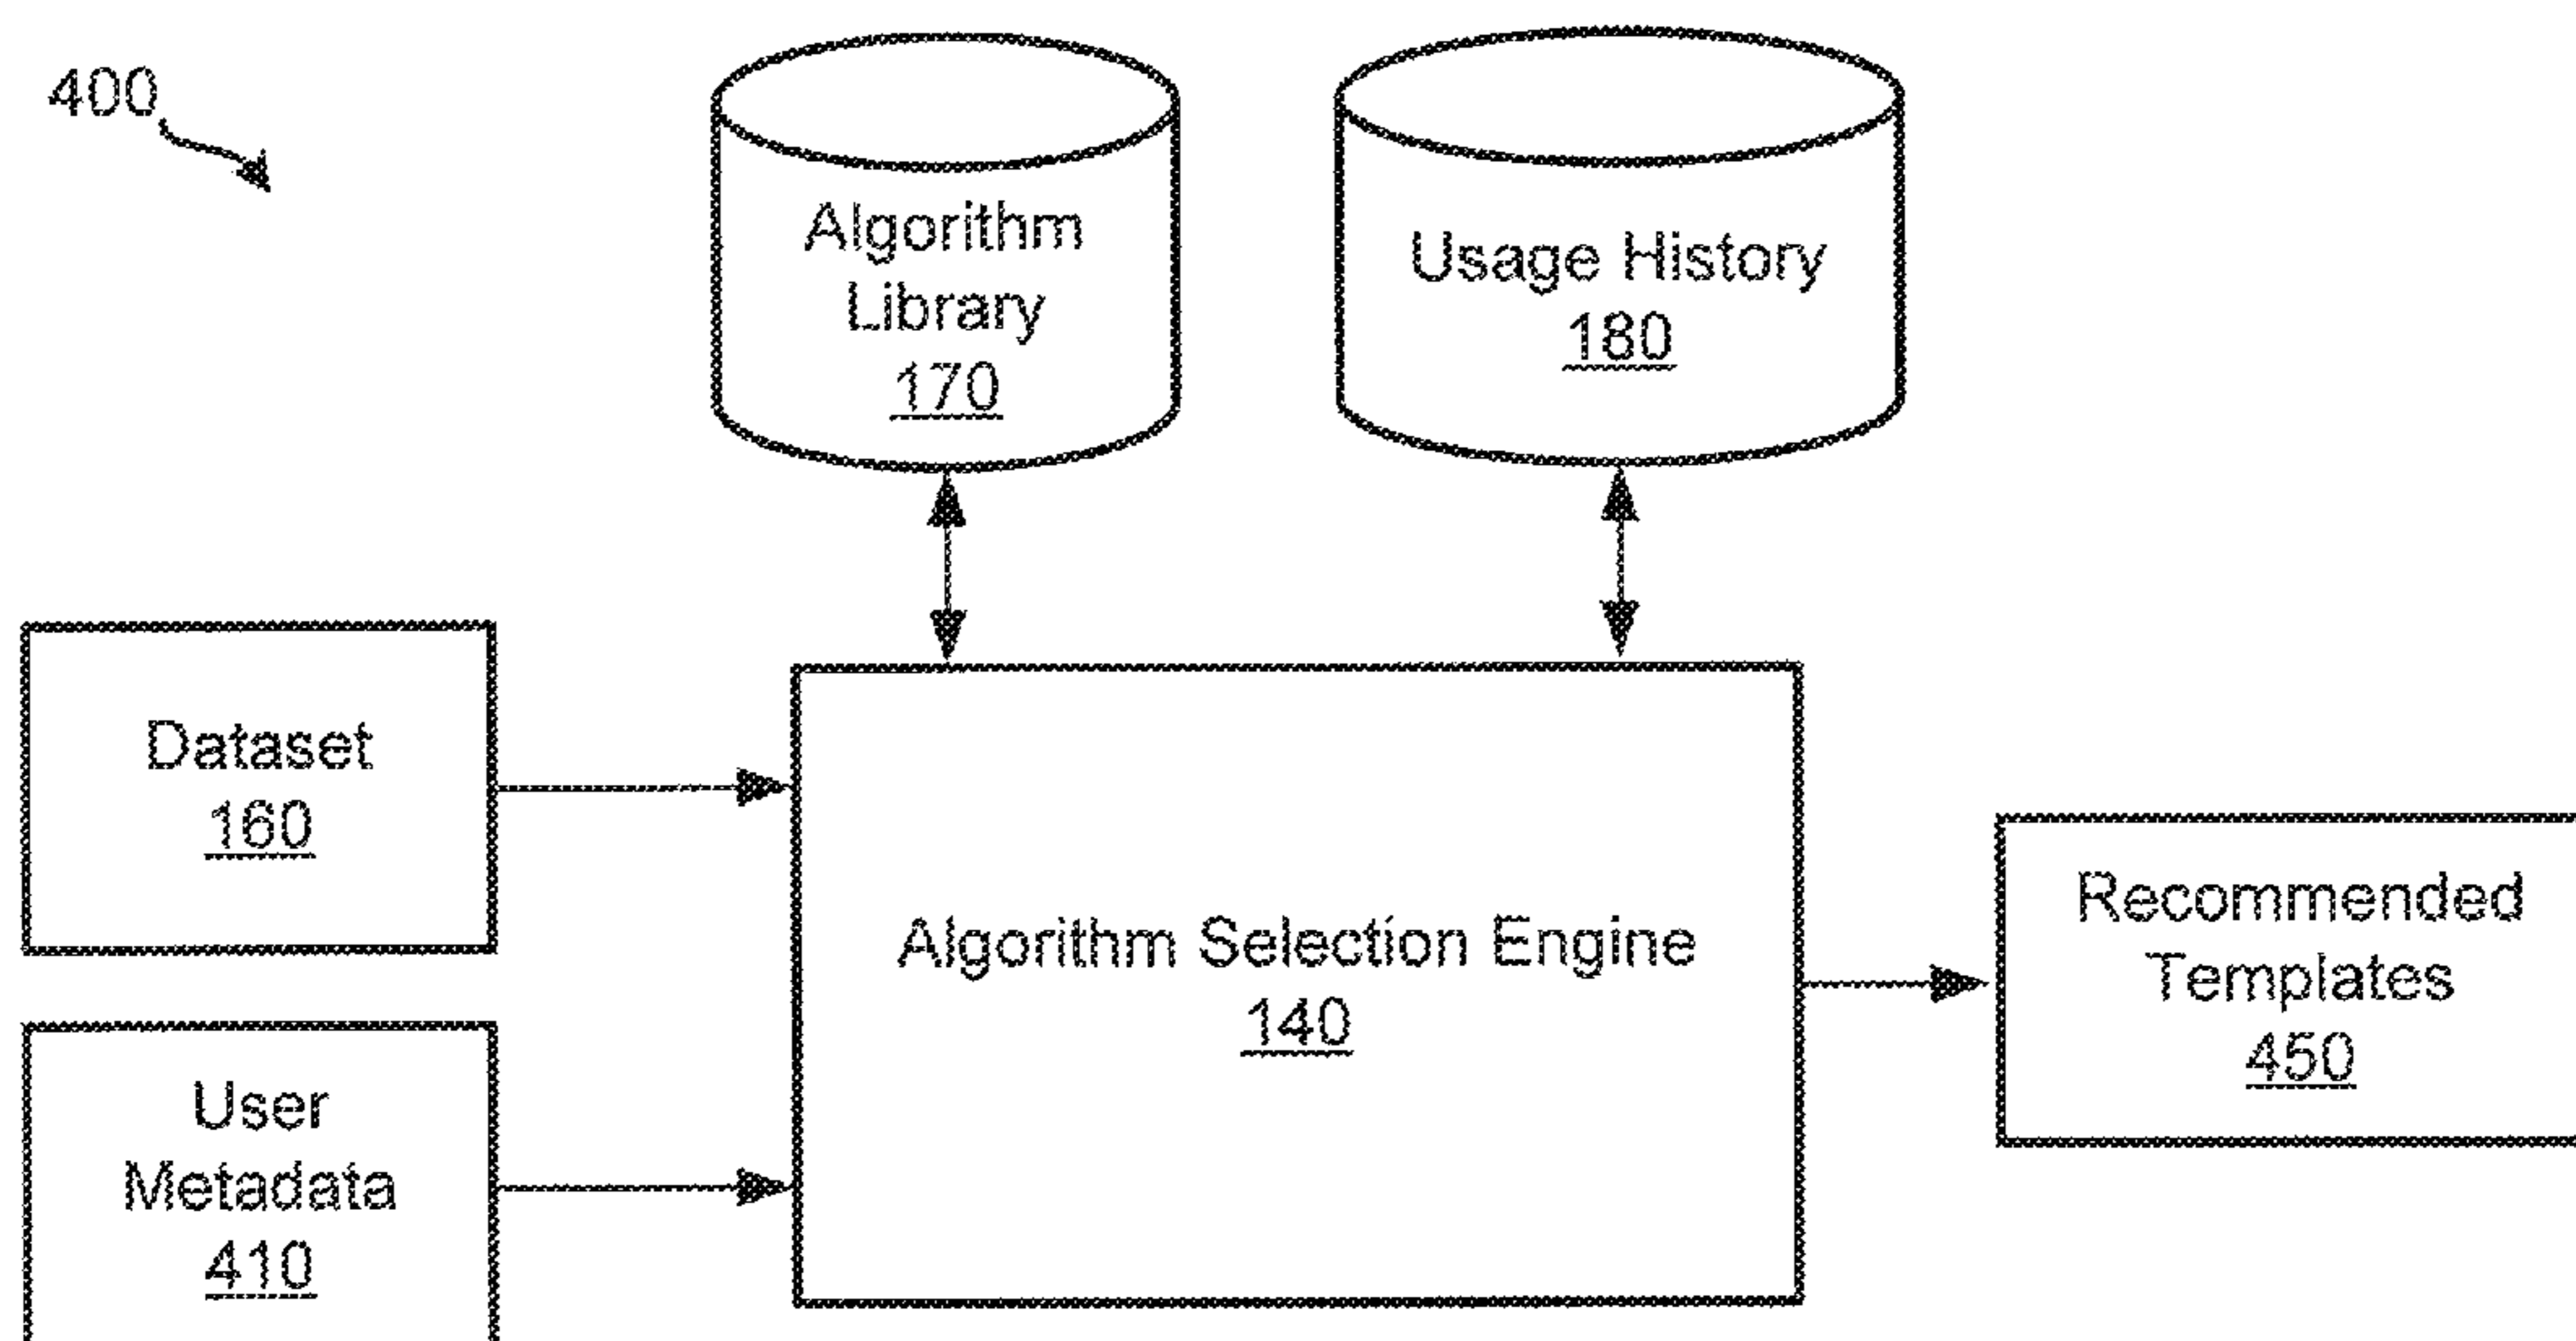 400
Algorithm
Library
170
Usage History
180
Dataset
160
User
Metadata
410
Algorithm Selection Engine
140
Recommended
Templates
450